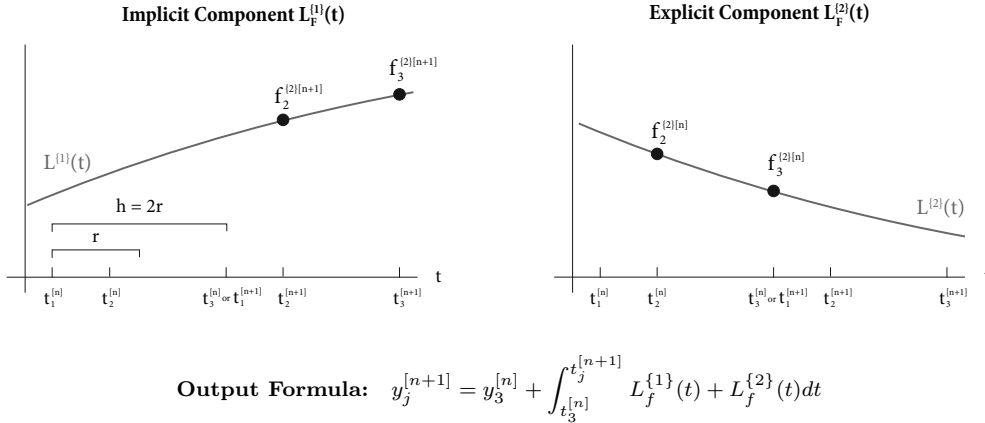 Implicit Component L_F^{1}(t)
Explicit Component L_F^{2}(t)
f_3^{2}[n+1]
f_2^{2}[n+1]
L^{1}(t)
h = 2r
r
t
t_1^[n] t_2^[n] t_3^[n] or t_1^[n+1] t_2^[n+1] t_3^[n+1]
f_2^{2}[n]
f_3^{2}[n]
L^{2}(t)
t_1^[n] t_2^[n] t_3^[n] or t_1^[n+1] t_2^[n+1] t_3^[n+1]
Output Formula: y_j^[n+1] = y_3^[n] + ∫_{t_3^[n]}^{t_j^[n+1]} L_f^{1}(t) + L_f^{2}(t)dt